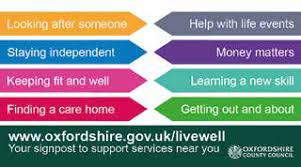 Looking after someone
Help with life events
Staying independent
Money matters
Keeping fit and well
Learning a new skill
Finding a care home
Getting out and about
www.oxfordshire.gov.uk/livewell
Your signpost to support services near you
OXFORDSHIRE
COUNTY COUNCIL